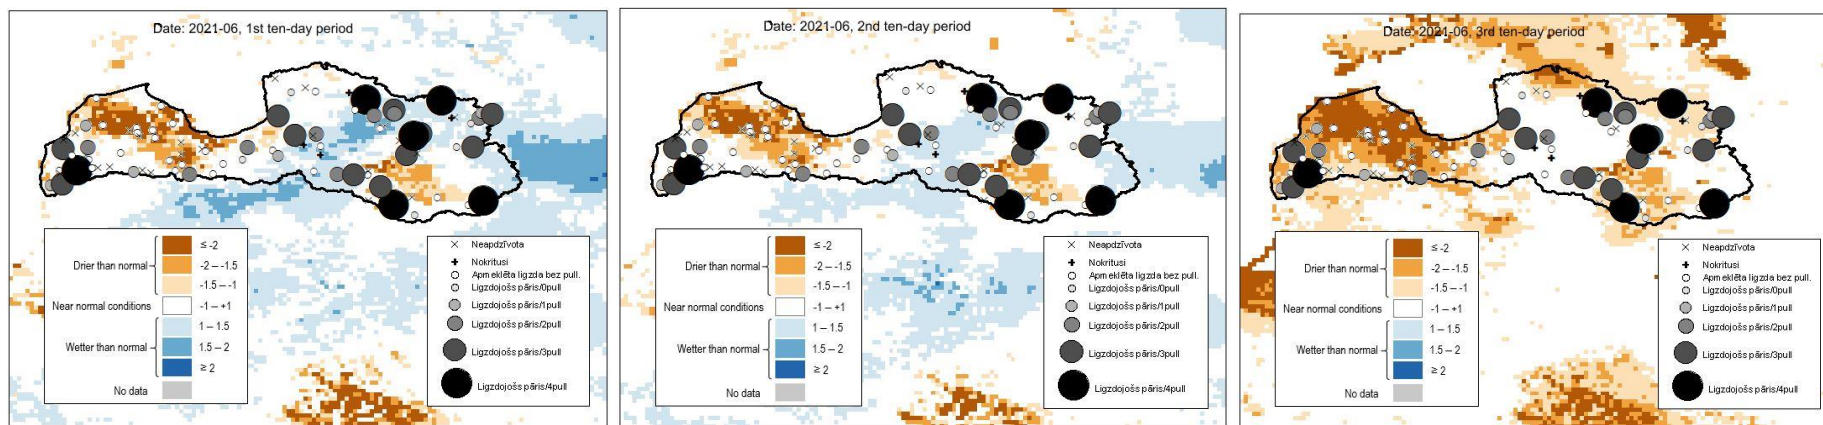 Date: 2021-06, 1st ten-day period
Drier than normal
Near normal conditions
Wetter than normal
No data
≤ -2
-2 – -1.5
-1.5 – -1
-1 – +1
1 – 1.5
1.5 – 2
≥ 2
Neapdzīvota
Nokritusi
Apmeklēta ligzda bez pull.
Ligzdojošs pāris/0pull
Ligzdojošs pāris/1pull
Ligzdojošs pāris/2pull
Ligzdojošs pāris/3pull
Ligzdojošs pāris/4pull
Date: 2021-06, 2nd ten-day period
Drier than normal
Near normal conditions
Wetter than normal
No data
≤ -2
-2 – -1.5
-1.5 – -1
-1 – +1
1 – 1.5
1.5 – 2
≥ 2
Neapdzīvota
Nokritusi
Apmeklēta ligzda bez pull.
Ligzdojošs pāris/0pull
Ligzdojošs pāris/1pull
Ligzdojošs pāris/2pull
Ligzdojošs pāris/3pull
Ligzdojošs pāris/4pull
Date: 2021-06, 3rd ten-day period
Drier than normal
Near normal conditions
Wetter than normal
No data
≤ -2
-2 – -1.5
-1.5 – -1
-1 – +1
1 – 1.5
1.5 – 2
≥ 2
Neapdzīvota
Nokritusi
Apmeklēta ligzda bez pull.
Ligzdojošs pāris/0pull
Ligzdojošs pāris/1pull
Ligzdojošs pāris/2pull
Ligzdojošs pāris/3pull
Ligzdojošs pāris/4pull